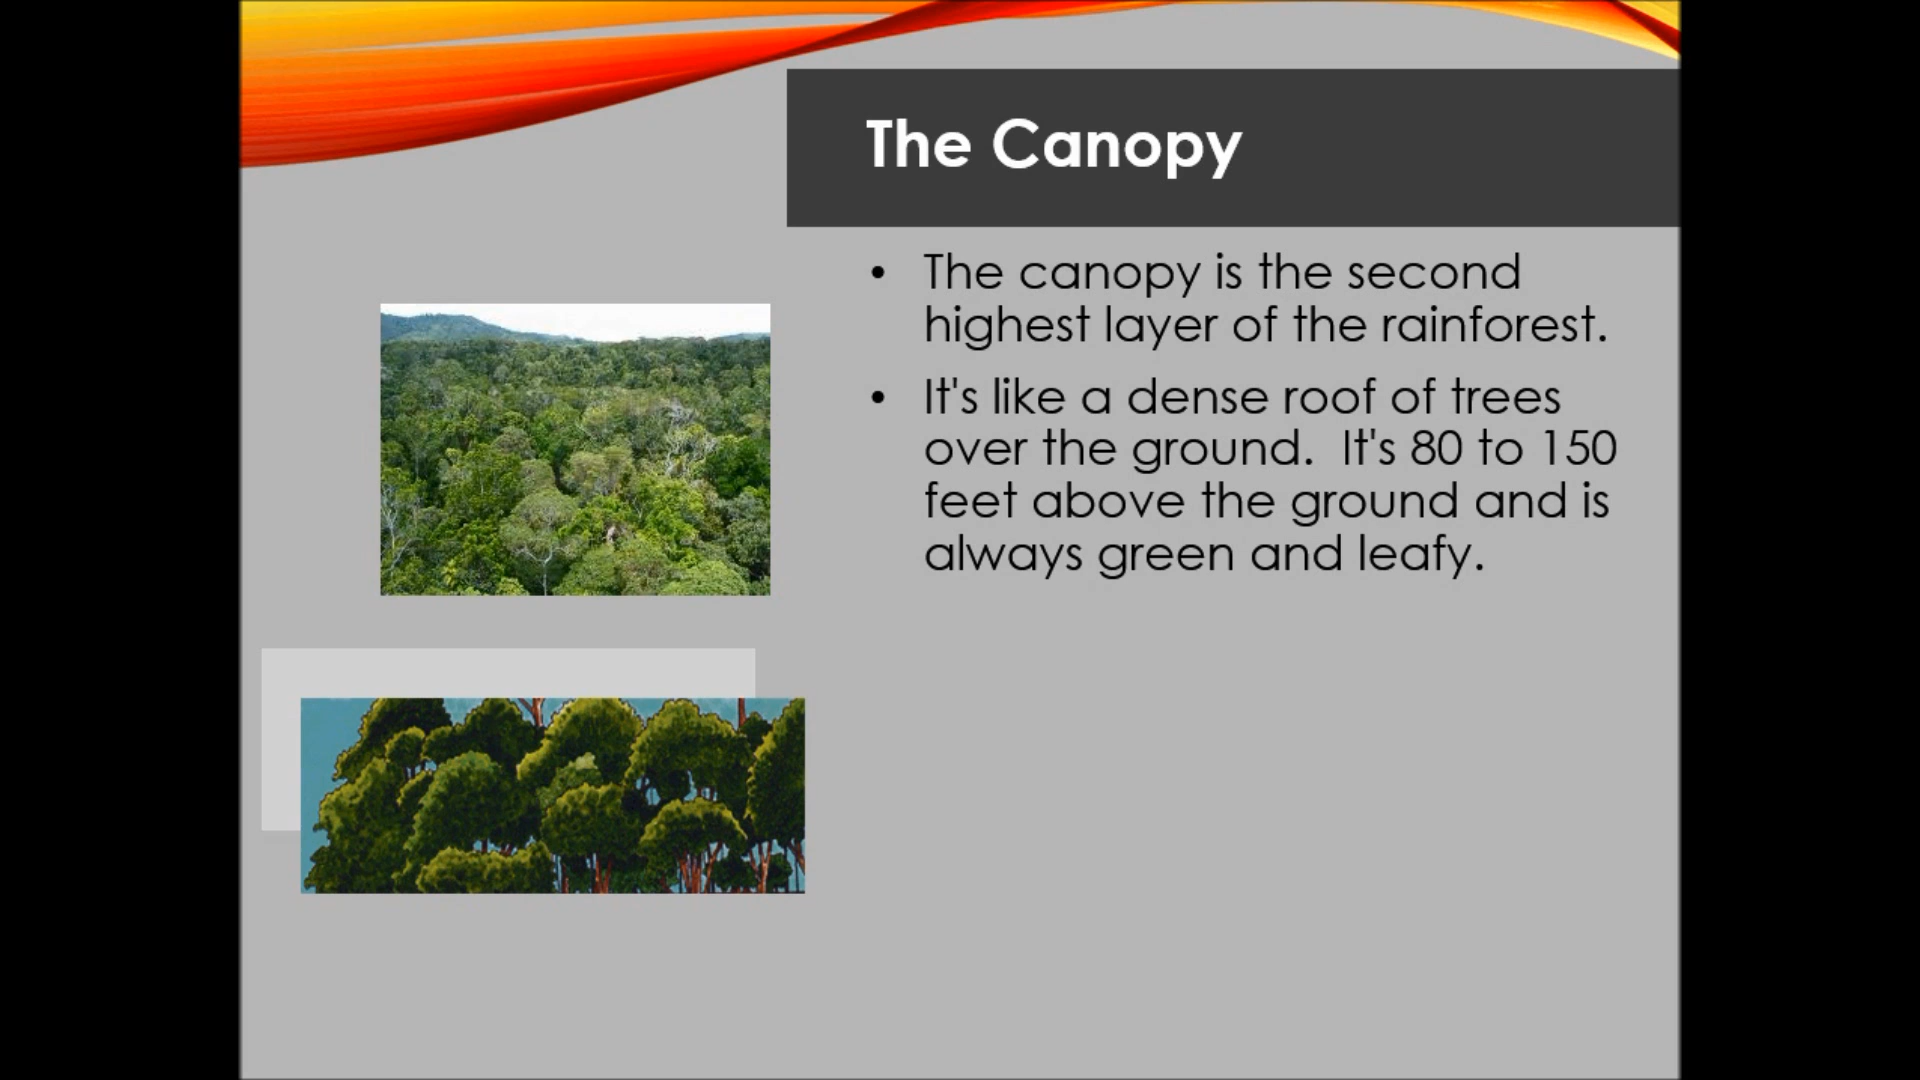 The Canopy
• The canopy is the second
highest layer of the rainforest.
• It's like a dense roof of trees
over the ground.  It's 80 to 150
feet above the ground and is
always green and leafy.